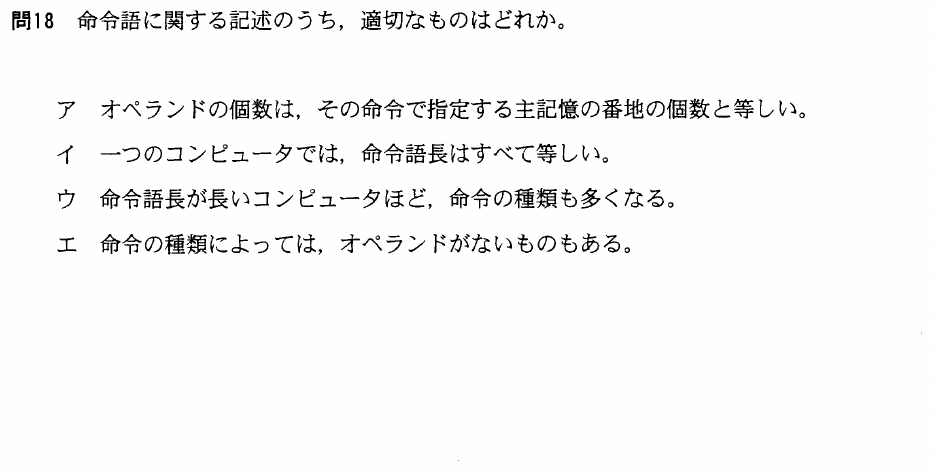 問18 命令語に関する記述のうち，適切なものはどれか。
ア オペランドの個数は，その命令で指定する主記憶の番地の個数と等しい。
イ 一つのコンピュータでは，命令語長はすべて等しい。
ウ 命令語長が長いコンピュータほど，命令の種類も多くなる。
エ 命令の種類によっては，オペランドがないものもある。